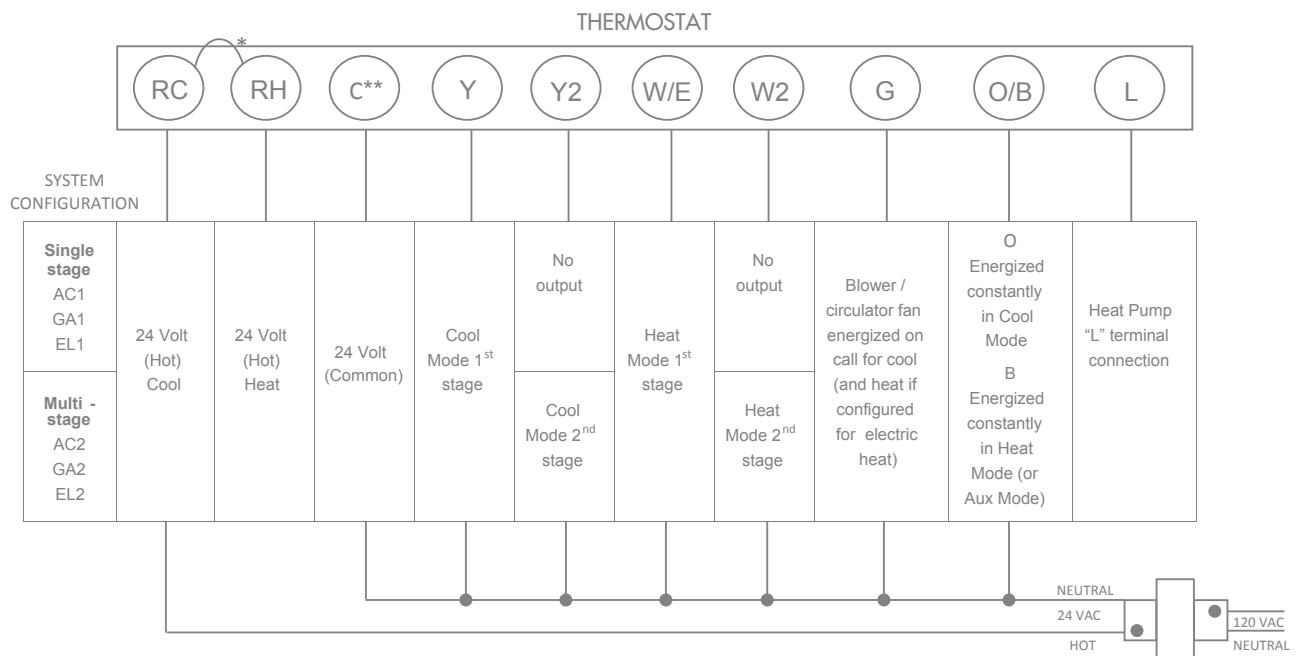 THERMOSTAT
RC
*
RH
C**
Y
Y2
W/E
W2
G
O/B
L
SYSTEM
CONFIGURATION
Single
stage
AC1
GA1
EL1
Multi -
stage
AC2
GA2
EL2
24 Volt
(Hot)
Cool
24 Volt
(Hot)
Heat
24 Volt
(Common)
Cool
Mode 1st
stage
No
output
Cool
Mode 2nd
stage
Heat
Mode 1st
stage
No
output
Heat
Mode 2nd
stage
Blower /
circulator fan
energized on
call for cool
(and heat if
configured
for electric
heat)
O
Energized
constantly
in Cool
Mode
B
Energized
constantly
in Heat
Mode (or
Aux Mode)
Heat Pump
“L” terminal
connection
NEUTRAL
24 VAC
HOT
120 VAC
NEUTRAL